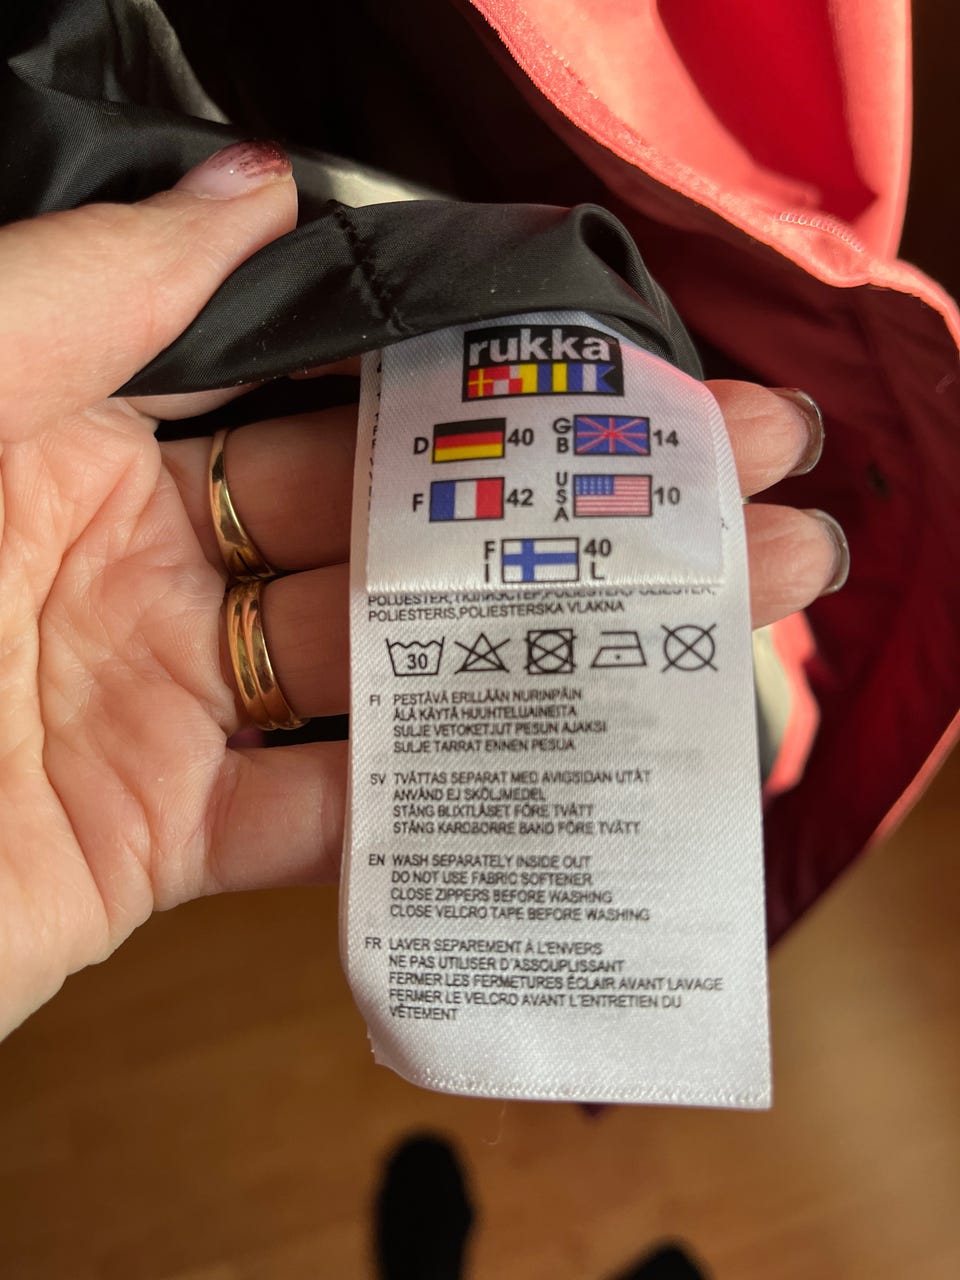 rukka
D 40 GB 14
F 42 USA 10
FI 40 L
POLIESTERIS,POLIESTERSKA VLAKNA
30
FI PESTÄVÄ ERILLÄÄN NURINPÄIN
ÄLÄ KÄYTÄ HUUHTELUAINEITA
SULJE VETOKETJUT PESUN AJAKSI
SULJE TARRAT ENNEN PESUA
SV TVÄTTAS SEPARAT MED AVIGSIDAN UTÅT
ANVÄND EJ SKÖLJMEDEL
STÄNG BLIXTLÅSET FÖRE TVÄTT
STÄNG KARDBORRE BAND FÖRE TVÄTT
EN WASH SEPARATELY INSIDE OUT
DO NOT USE FABRIC SOFTENER
CLOSE ZIPPERS BEFORE WASHING
CLOSE VELCRO TAPE BEFORE WASHING
FR LAVER SEPAREMENT À L'ENVERS
NE PAS UTILISER D'ASSOUPLISSANT
FERMER LES FERMETURES ÉCLAIR AVANT LAVAGE
FERMER LE VELCRO AVANT L'ENTRETIEN DU
VÊTEMENT